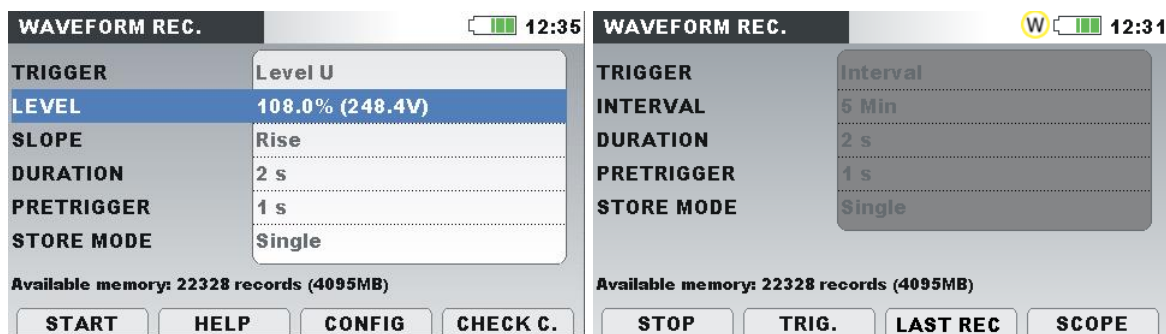 WAVEFORM REC. 12:35
TRIGGER Level U
LEVEL 108.0% (248.4V)
SLOPE Rise
DURATION 2 s
PRETRIGGER 1 s
STORE MODE Single
Available memory: 22328 records (4095MB)
START HELP CONFIG CHECK C.
WAVEFORM REC. W 12:31
TRIGGER Interval
INTERVAL 5 Min
DURATION 2 s
PRETRIGGER 1 s
STORE MODE Single
Available memory: 22328 records (4095MB)
STOP TRIG. LAST REC SCOPE